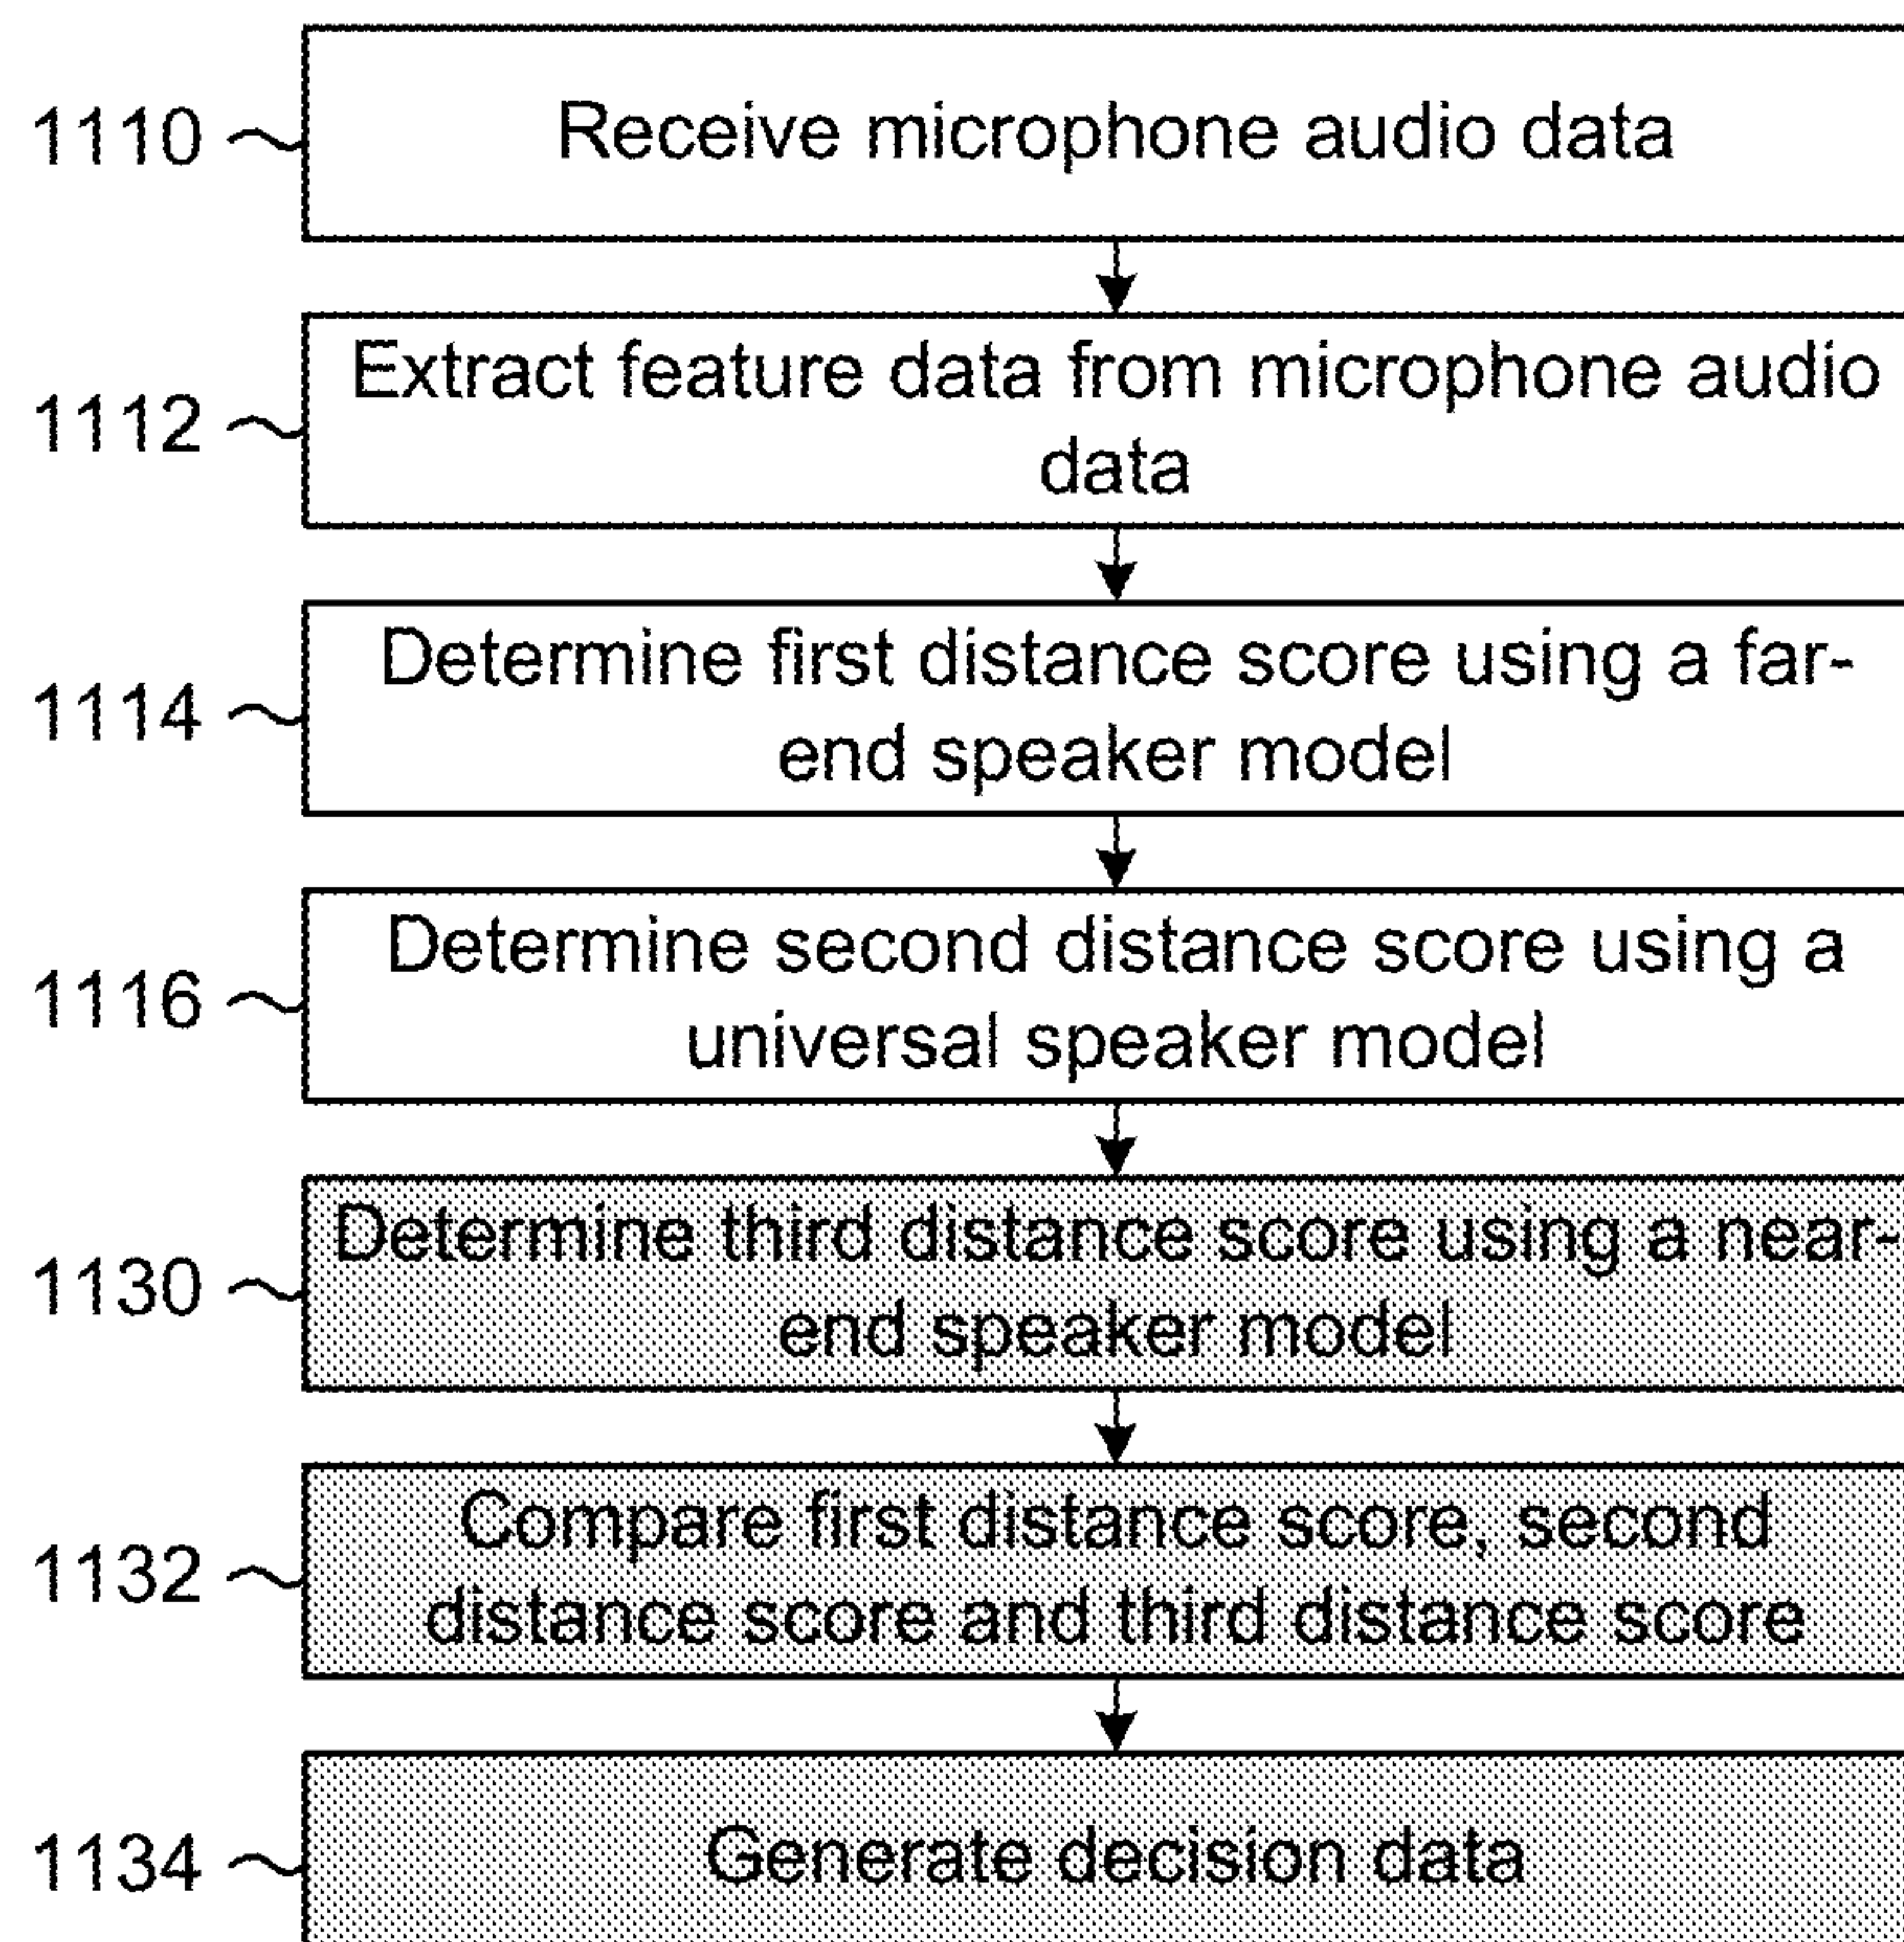 1110
Receive microphone audio data
1112
Extract feature data from microphone audio
data
1114
Determine first distance score using a far-
end speaker model
1116
Determine second distance score using a
universal speaker model
1130
Determine third distance score using a near-
end speaker model
1132
Compare first distance score, second
distance score and third distance score
1134
Generate decision data